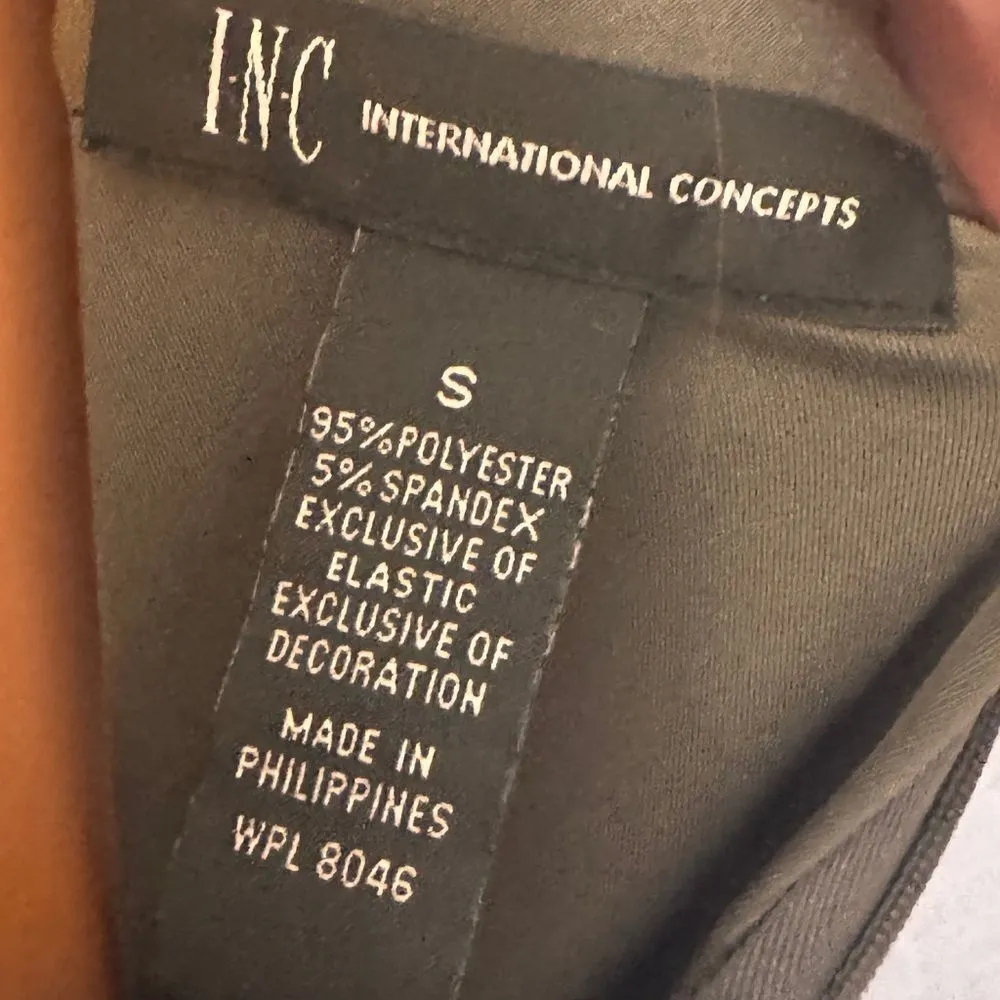 I·N·C INTERNATIONAL CONCEPTS
S
95% POLYESTER
5% SPANDEX
EXCLUSIVE OF
ELASTIC
EXCLUSIVE OF
DECORATION
MADE IN
PHILIPPINES
WPL 8046